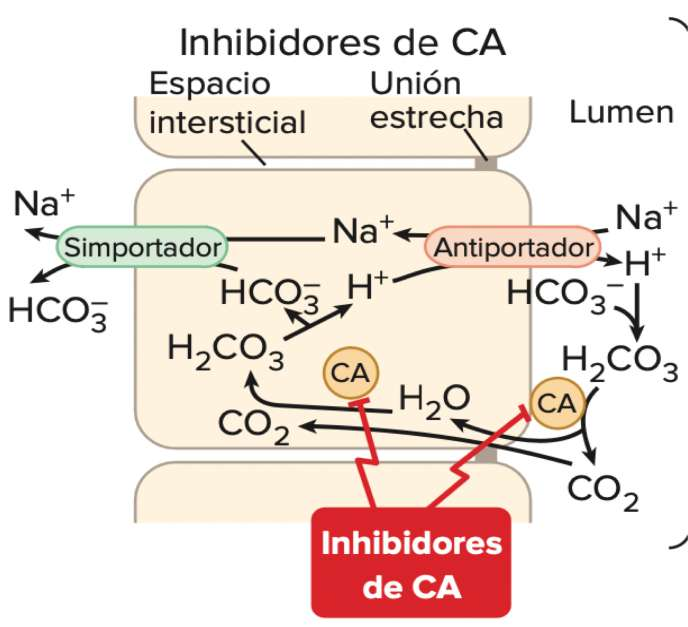 Inhibidores de CA
Espacio
intersticial
Unión
estrecha
Lumen
Na⁺
Simportador
Na⁺
Antiportador
Na⁺
H⁺
HCO₃⁻
HCO₃⁻
H⁺
HCO₃⁻
H₂CO₃
CA
H₂CO₃
CO₂
H₂O
CA
CO₂
Inhibidores
de CA